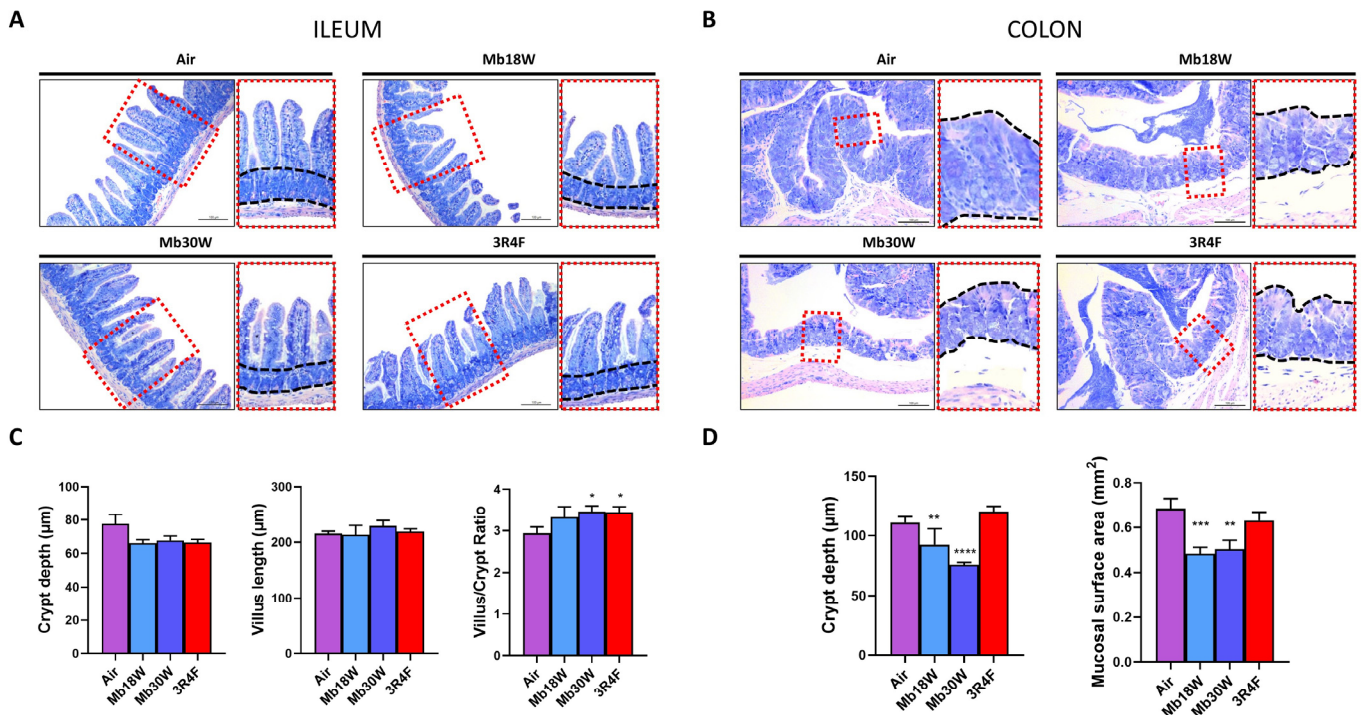 A
ILEUM
Air
Mb18W
Mb30W
3R4F
B
COLON
Air
Mb18W
Mb30W
3R4F
C
Crypt depth (µm)
100
80
60
40
20
0
Air
Mb18W
Mb30W
3R4F
Villus length (µm)
300
200
100
0
Air
Mb18W
Mb30W
3R4F
Villus/Crypt Ratio
4
3
2
1
0
*
*
Air
Mb18W
Mb30W
3R4F
D
Crypt depth (µm)
150
100
50
0
**
****
Air
Mb18W
Mb30W
3R4F
Mucosal surface area (mm²)
0.8
0.6
0.4
0.2
0.0
***
**
Air
Mb18W
Mb30W
3R4F